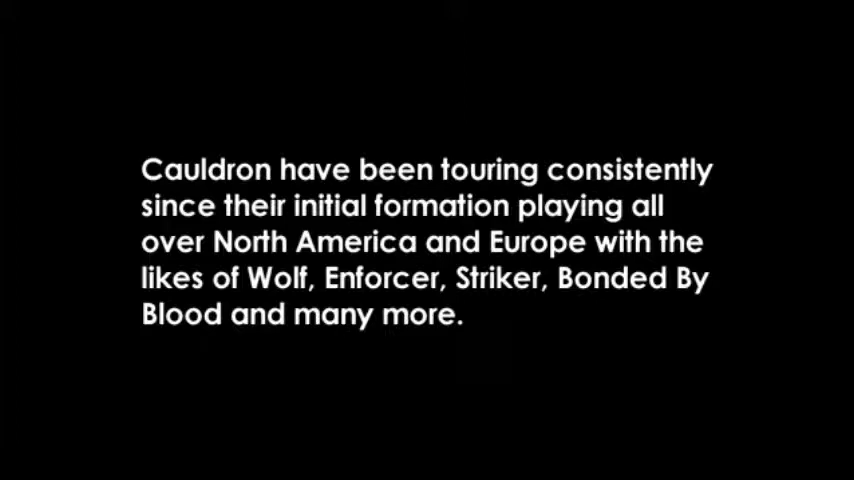 Cauldron have been touring consistently
since their initial formation playing all
over North America and Europe with the
likes of Wolf, Enforcer, Striker, Bonded By
Blood and many more.